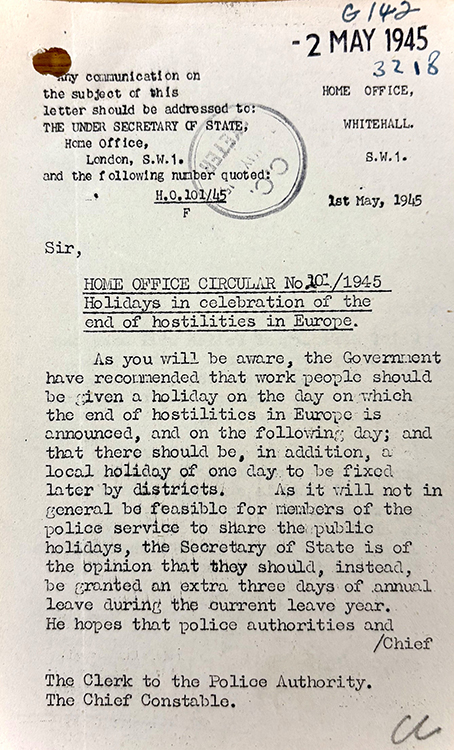 G142
-2 MAY 1945
3218
Any communication on
the subject of this
letter should be addressed to:
THE UNDER SECRETARY OF STATE,
Home Office,
London, S.W.1.
and the following number quoted:
H.O.101/45
F
HOME OFFICE,
WHITEHALL.
S.W.1.
1st May, 1945
C.C.
EXETER
Sir,
HOME OFFICE CIRCULAR No.101/1945
Holidays in celebration of the
end of hostilities in Europe.
As you will be aware, the Government
have recommended that work people should
be given a holiday on the day on which
the end of hostilities in Europe is
announced, and on the following day; and
that there should be, in addition, a
local holiday of one day to be fixed
later by districts. As it will not in
general be feasible for members of the
police service to share the public
holidays, the Secretary of State is of
the opinion that they should, instead,
be granted an extra three days of annual
leave during the current leave year.
He hopes that police authorities and
/Chief
The Clerk to the Police Authority.
The Chief Constable.